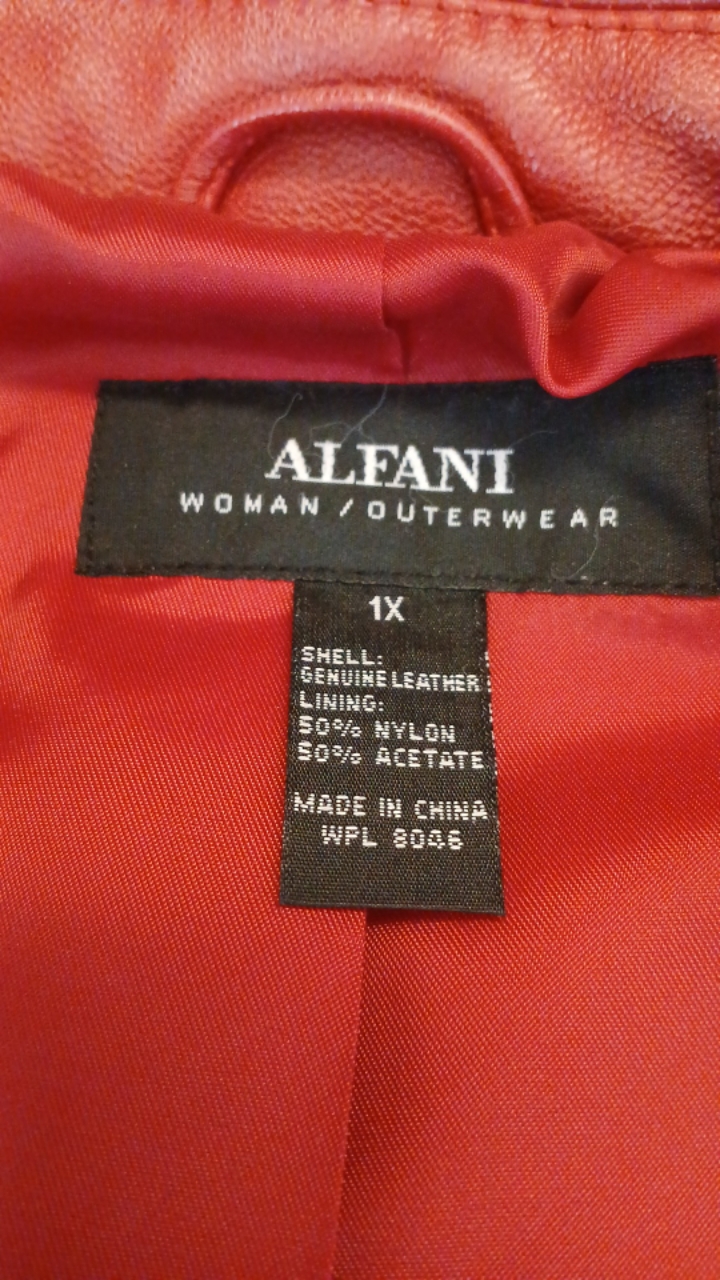 ALFANI
WOMAN / OUTERWEAR
1X
SHELL:
GENUINE LEATHER
LINING:
50% NYLON
50% ACETATE
MADE IN CHINA
WPL 8046